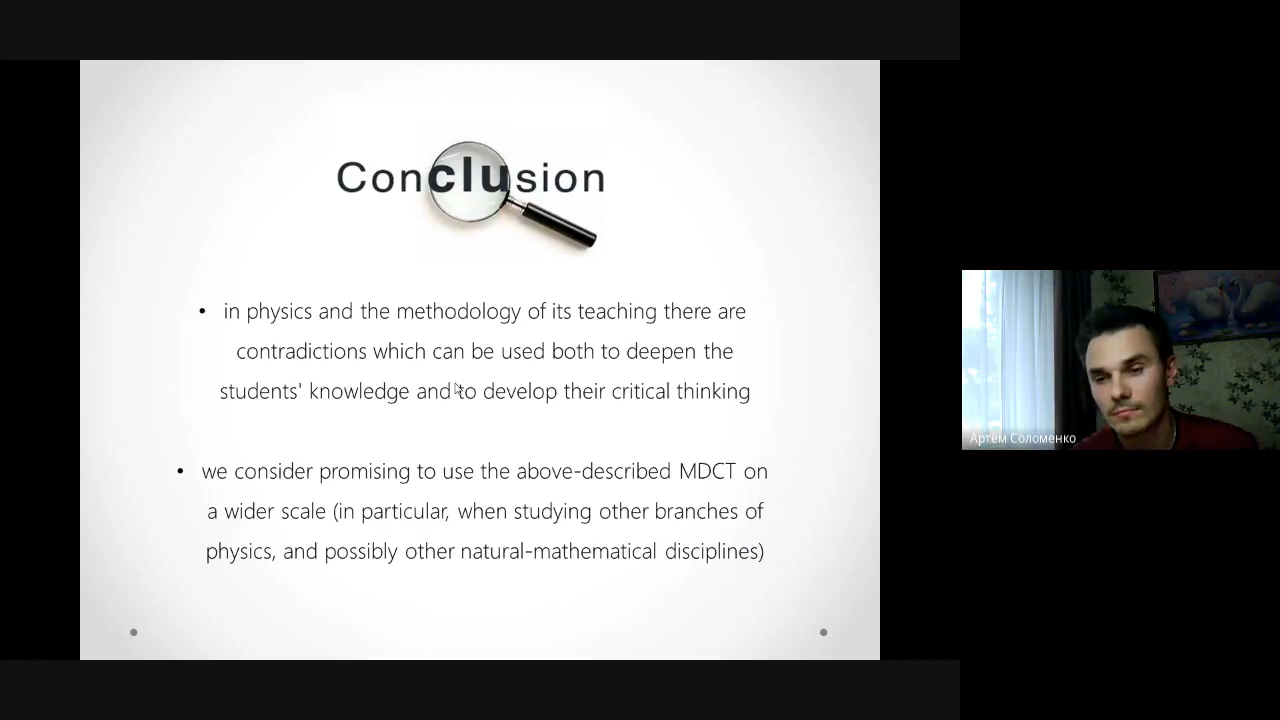 Conclusion
• in physics and the methodology of its teaching there are
contradictions which can be used both to deepen the
students' knowledge and to develop their critical thinking
• we consider promising to use the above-described MDCT on
a wider scale (in particular, when studying other branches of
physics, and possibly other natural-mathematical disciplines)
Артем Соломенко